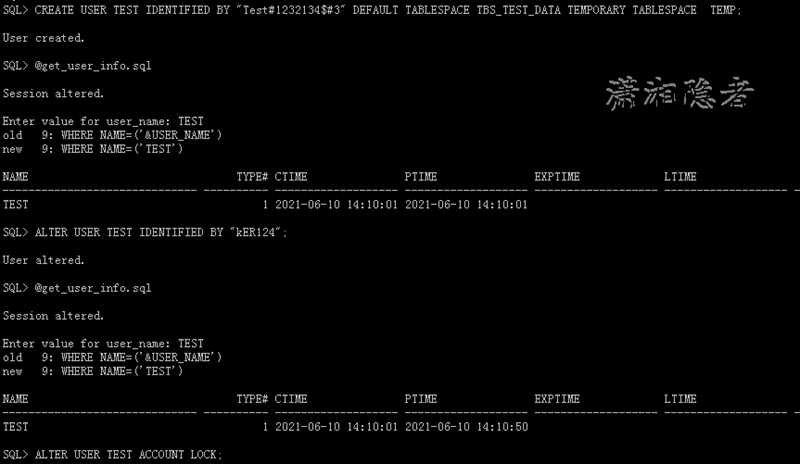 SQL> CREATE USER TEST IDENTIFIED BY "Test#1232134$#3" DEFAULT TABLESPACE TBS_TEST_DATA TEMPORARY TABLESPACE  TEMP;
User created.
SQL> @get_user_info.sql
潇湘隐者
Session altered.
Enter value for user_name: TEST
old   9: WHERE NAME=('&USER_NAME')
new   9: WHERE NAME=('TEST')
NAME                                TYPE# CTIME               PTIME               EXPTIME             LTIME
------------------------------ ---------- ------------------- ------------------- ------------------- ------------------- -
TEST                                    1 2021-06-10 14:10:01 2021-06-10 14:10:01
SQL> ALTER USER TEST IDENTIFIED BY "kER124";
User altered.
SQL> @get_user_info.sql
Session altered.
Enter value for user_name: TEST
old   9: WHERE NAME=('&USER_NAME')
new   9: WHERE NAME=('TEST')
NAME                                TYPE# CTIME               PTIME               EXPTIME             LTIME
------------------------------ ---------- ------------------- ------------------- ------------------- ------------------- -
TEST                                    1 2021-06-10 14:10:01 2021-06-10 14:10:50
SQL> ALTER USER TEST ACCOUNT LOCK;